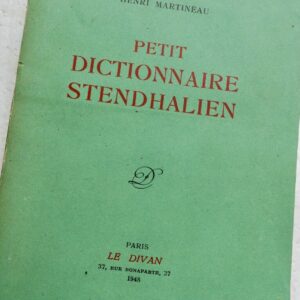 HENRI MARTINEAU
PETIT
DICTIONNAIRE
STENDHALIEN
D
PARIS
LE DIVAN
37, RUE BONAPARTE, 37
1948